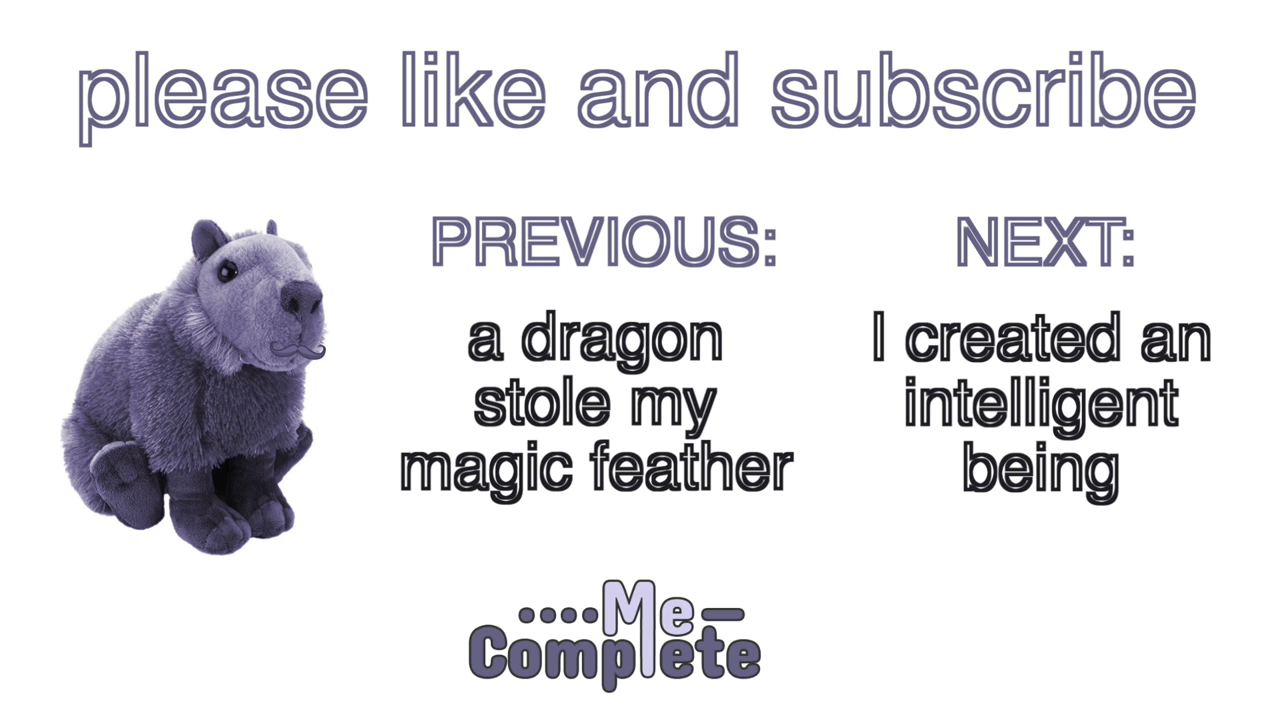 please like and subscribe
PREVIOUS:
a dragon
stole my
magic feather
NEXT:
I created an
intelligent
being
....Me—
Complete